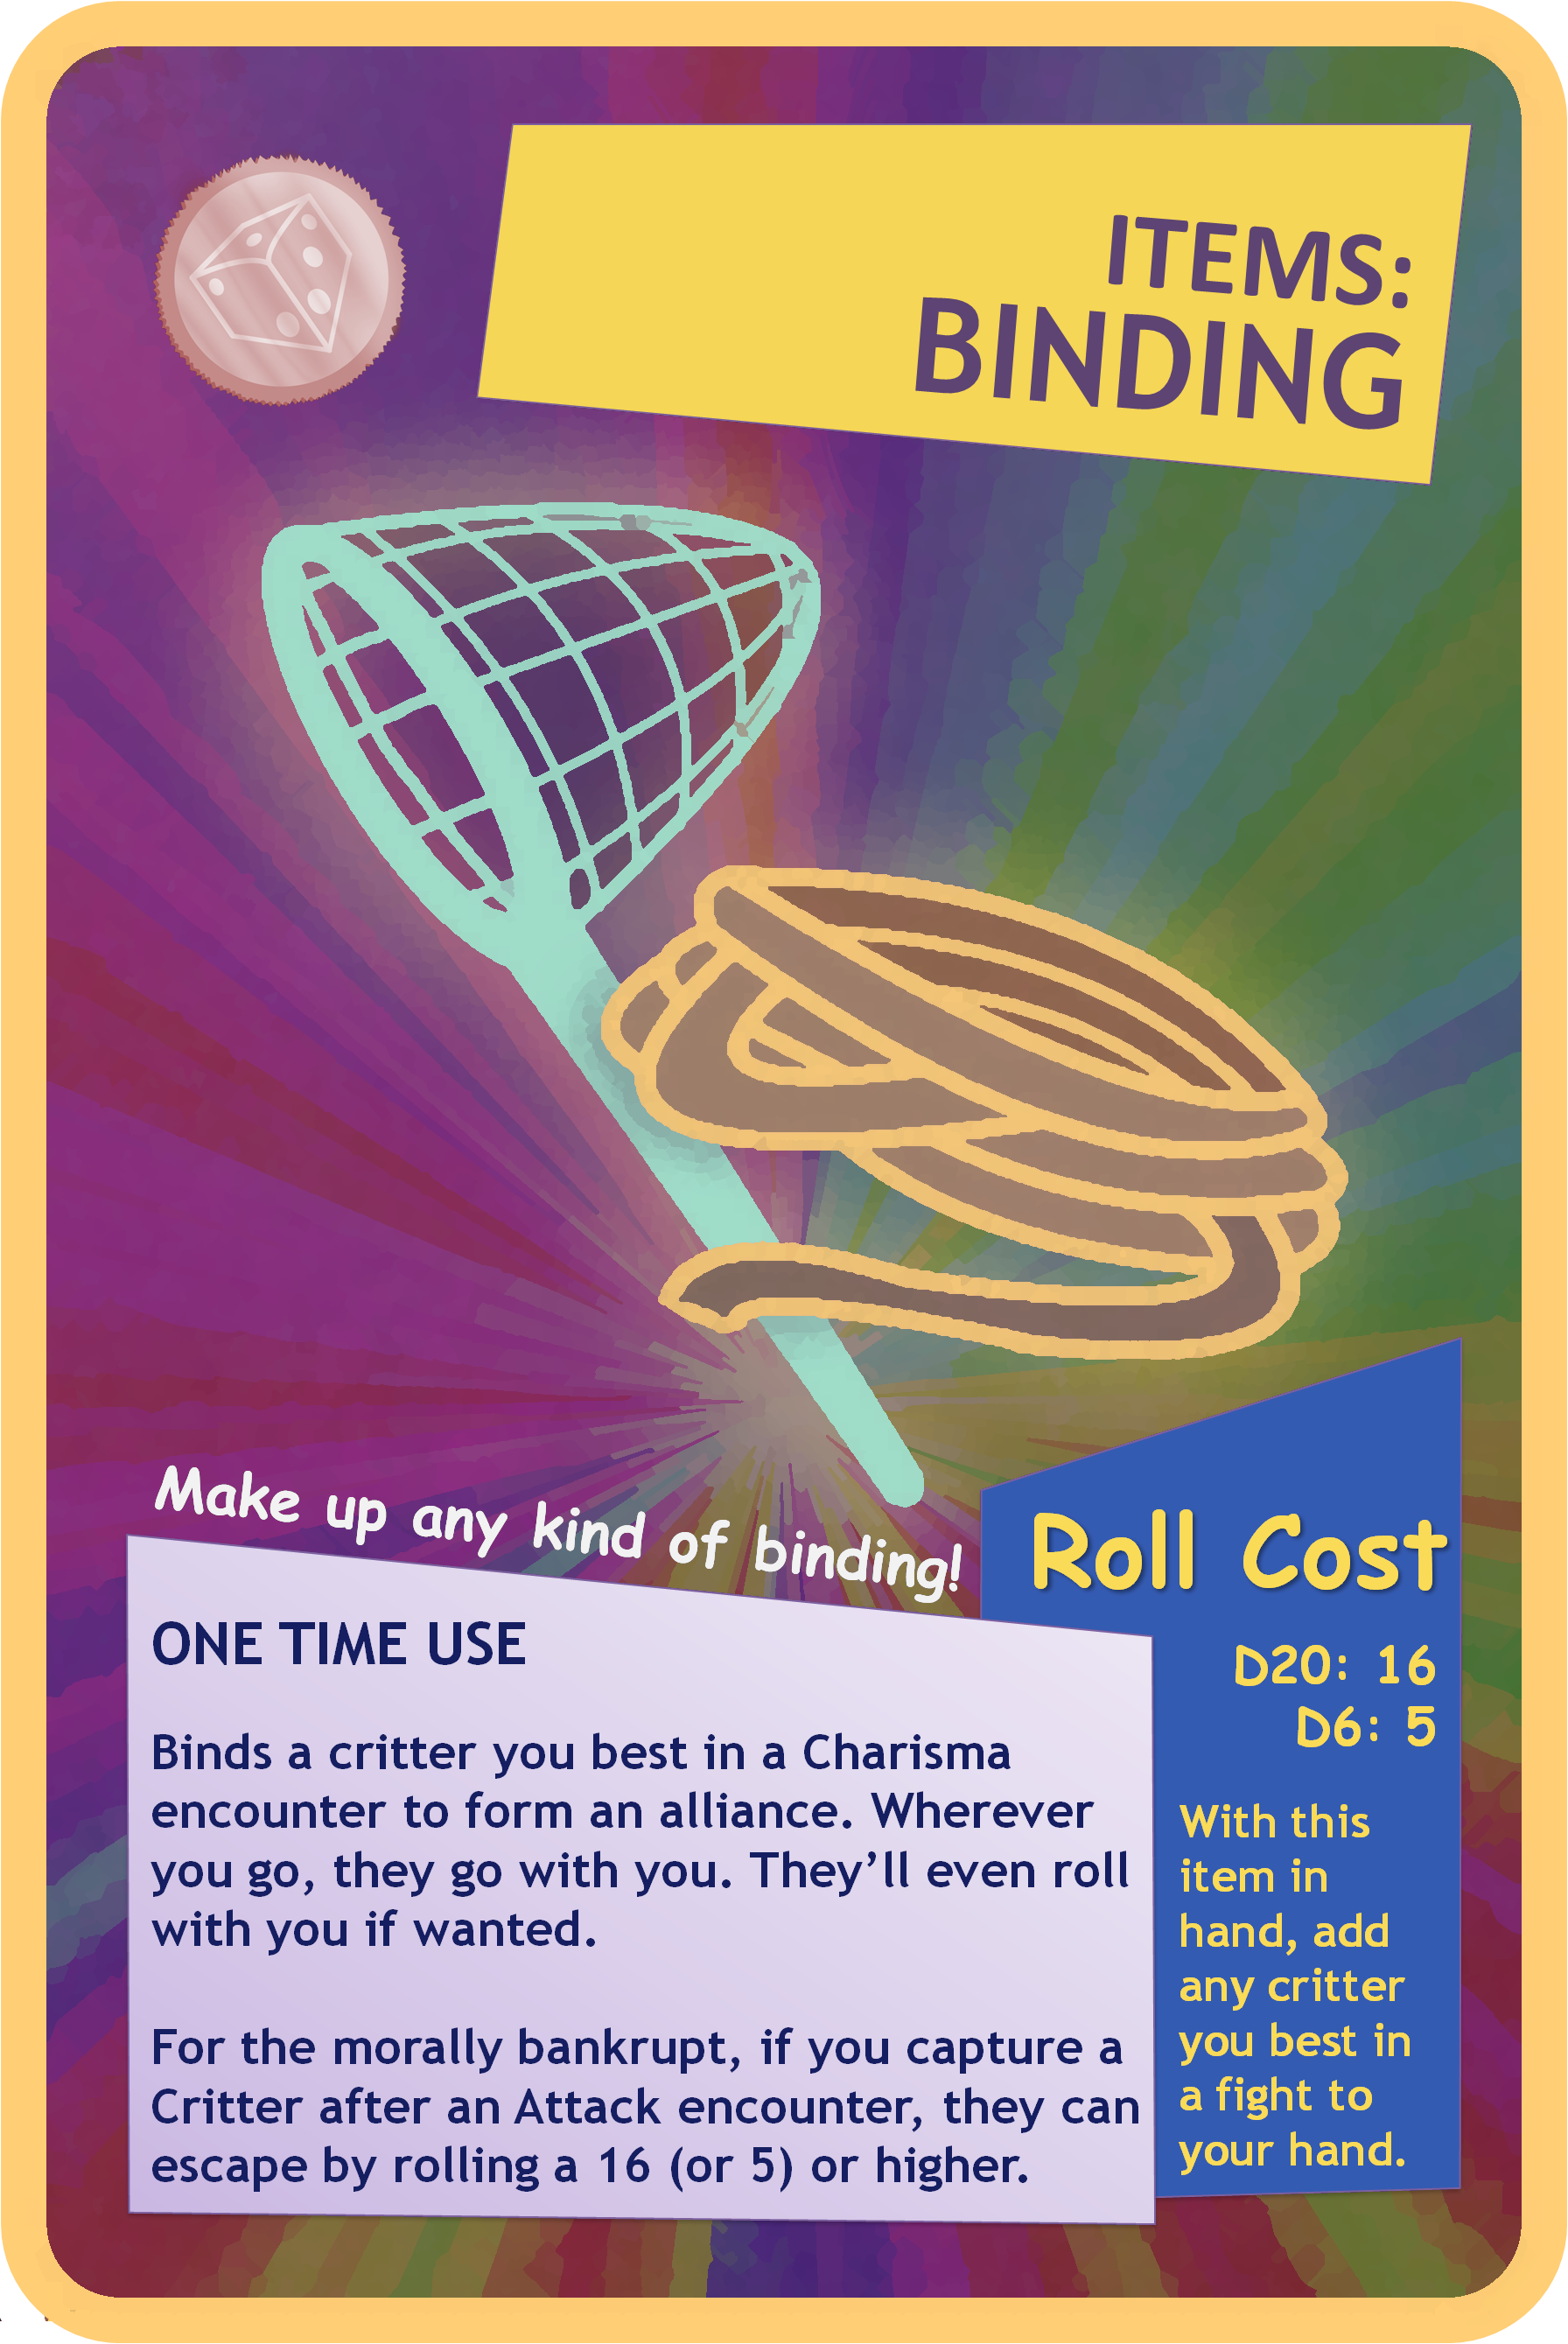 ITEMS:
BINDING
Make up any kind of binding!
ONE TIME USE
Binds a critter you best in a Charisma
encounter to form an alliance. Wherever
you go, they go with you. They’ll even roll
with you if wanted.
For the morally bankrupt, if you capture a
Critter after an Attack encounter, they can
escape by rolling a 16 (or 5) or higher.
Roll Cost
D20: 16
D6: 5
With this
item in
hand, add
any critter
you best in
a fight to
your hand.